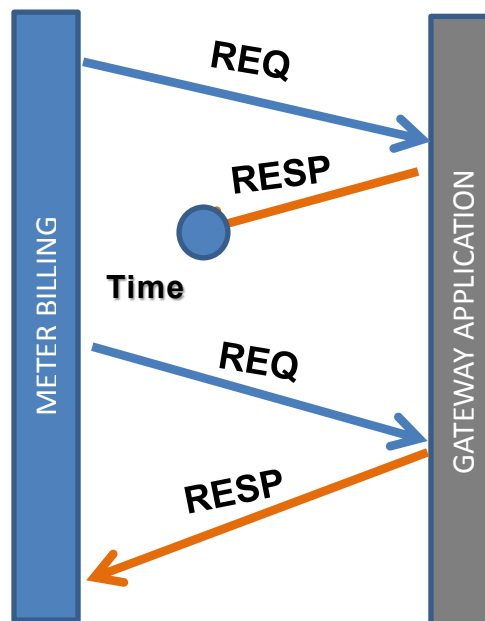 REQ
RESP
Time
REQ
RESP
METER BILLING
GATEWAY APPLICATION